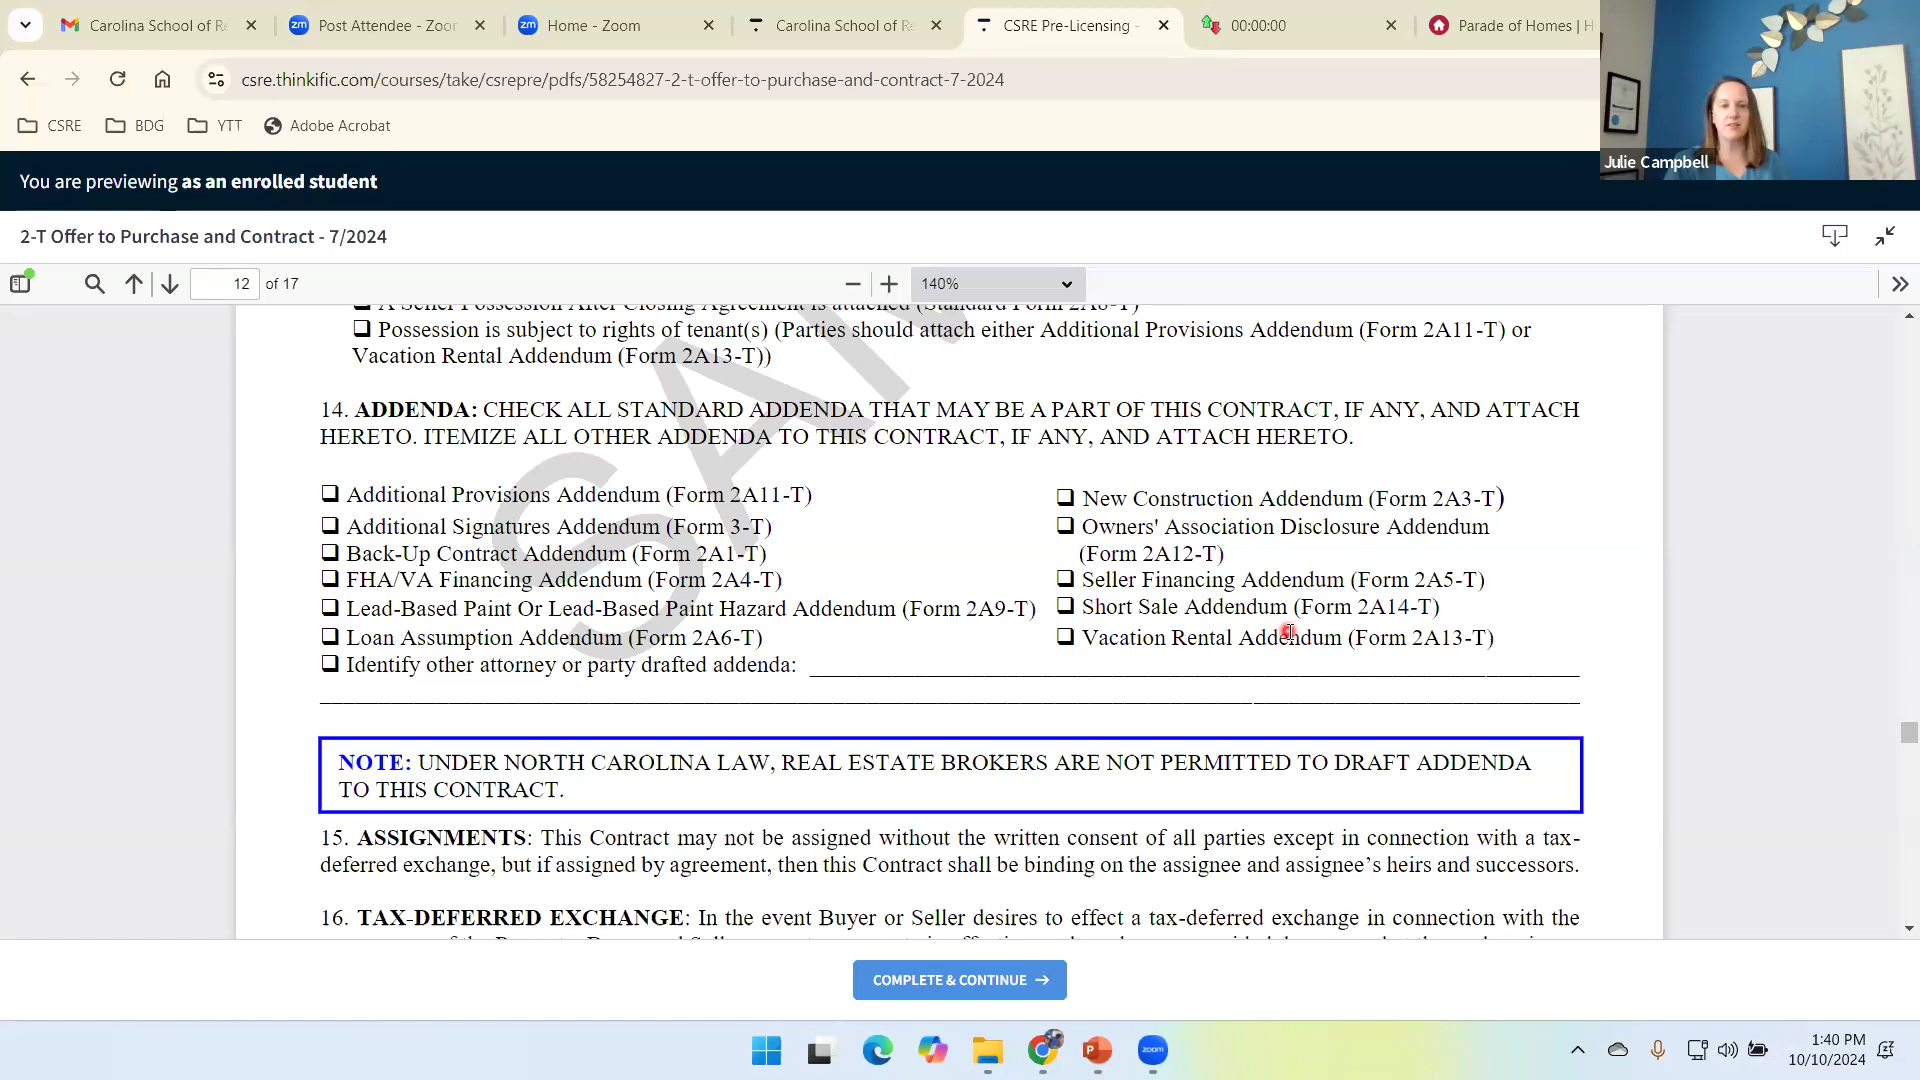 Carolina School of Re
Post Attendee - Zoom
Home - Zoom
Carolina School of Re
CSRE Pre-Licensing -
00:00:00
Parade of Homes | H
csre.thinkific.com/courses/take/csrepre/pdfs/58254827-2-t-offer-to-purchase-and-contract-7-2024
CSRE
BDG
YTT
Adobe Acrobat
Julie Campbell
You are previewing as an enrolled student
2-T Offer to Purchase and Contract - 7/2024
12 of 17
140%
❑ A Seller Possession After Closing Agreement is attached (Standard Form 2A8-T)
❑ Possession is subject to rights of tenant(s) (Parties should attach either Additional Provisions Addendum (Form 2A11-T) or
Vacation Rental Addendum (Form 2A13-T))
14. ADDENDA: CHECK ALL STANDARD ADDENDA THAT MAY BE A PART OF THIS CONTRACT, IF ANY, AND ATTACH
HERETO. ITEMIZE ALL OTHER ADDENDA TO THIS CONTRACT, IF ANY, AND ATTACH HERETO.
❑ Additional Provisions Addendum (Form 2A11-T)
❑ Additional Signatures Addendum (Form 3-T)
❑ Back-Up Contract Addendum (Form 2A1-T)
❑ FHA/VA Financing Addendum (Form 2A4-T)
❑ Lead-Based Paint Or Lead-Based Paint Hazard Addendum (Form 2A9-T)
❑ Loan Assumption Addendum (Form 2A6-T)
❑ New Construction Addendum (Form 2A3-T)
❑ Owners' Association Disclosure Addendum
(Form 2A12-T)
❑ Seller Financing Addendum (Form 2A5-T)
❑ Short Sale Addendum (Form 2A14-T)
❑ Vacation Rental Addendum (Form 2A13-T)
❑ Identify other attorney or party drafted addenda:
NOTE: UNDER NORTH CAROLINA LAW, REAL ESTATE BROKERS ARE NOT PERMITTED TO DRAFT ADDENDA
TO THIS CONTRACT.
15. ASSIGNMENTS: This Contract may not be assigned without the written consent of all parties except in connection with a tax-
deferred exchange, but if assigned by agreement, then this Contract shall be binding on the assignee and assignee’s heirs and successors.
16. TAX-DEFERRED EXCHANGE: In the event Buyer or Seller desires to effect a tax-deferred exchange in connection with the
COMPLETE & CONTINUE →
zoom
1:40 PM
10/10/2024